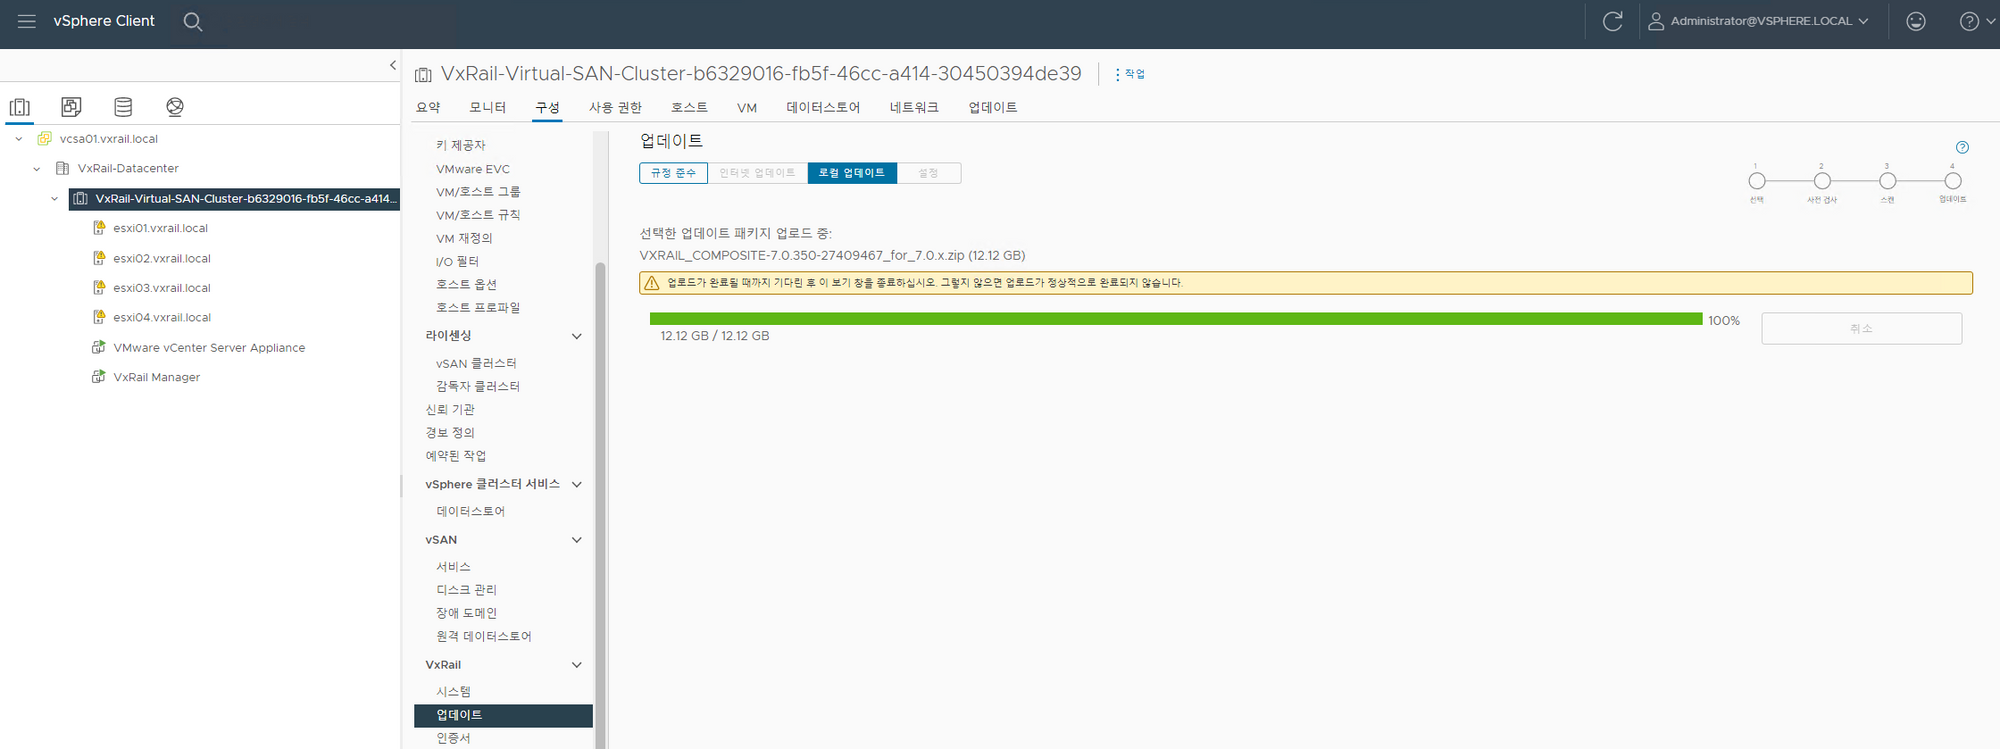 vSphere Client
Administrator@VSPHERE.LOCAL
vcsa01.vxrail.local
VxRail-Datacenter
VxRail-Virtual-SAN-Cluster-b6329016-fb5f-46cc-a414...
esxi01.vxrail.local
esxi02.vxrail.local
esxi03.vxrail.local
esxi04.vxrail.local
VMware vCenter Server Appliance
VxRail Manager
VxRail-Virtual-SAN-Cluster-b6329016-fb5f-46cc-a414-30450394de39
작업
요약 모니터 구성 사용 권한 호스트 VM 데이터스토어 네트워크 업데이트
키 제공자
VMware EVC
VM/호스트 그룹
VM/호스트 규칙
VM 재정의
I/O 필터
호스트 옵션
호스트 프로파일
라이센싱
vSAN 클러스터
감독자 클러스터
신뢰 기관
경보 정의
예약된 작업
vSphere 클러스터 서비스
데이터스토어
vSAN
서비스
디스크 관리
장애 도메인
원격 데이터스토어
VxRail
시스템
업데이트
인증서
업데이트
규정 준수 인터넷 업데이트 로컬 업데이트 설정
1 2 3 4
선택 사전 검사 스캔 업데이트
선택한 업데이트 패키지 업로드 중:
VXRAIL_COMPOSITE-7.0.350-27409467_for_7.0.x.zip (12.12 GB)
업로드가 완료될 때까지 기다린 후 이 보기 창을 종료하십시오. 그렇지 않으면 업로드가 정상적으로 완료되지 않습니다.
100%
12.12 GB / 12.12 GB
취소